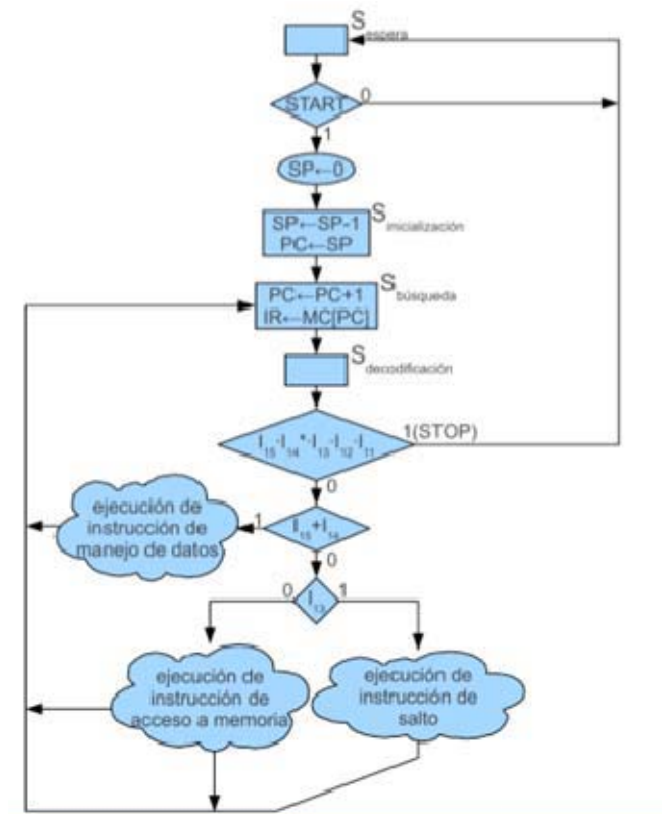 S espera
START
0
1
SP←0
SP←SP-1
PC←SP
S inicialización
PC←PC+1
IR←MC[PC]
S búsqueda
S decodificación
I15-I14*-I13-I12-I11
1(STOP)
0
ejecución de
instrucción de
manejo de datos
1
I15+I14
0
0
I13
1
ejecución de
instrucción de
acceso a memoria
ejecución de
instrucción de
salto